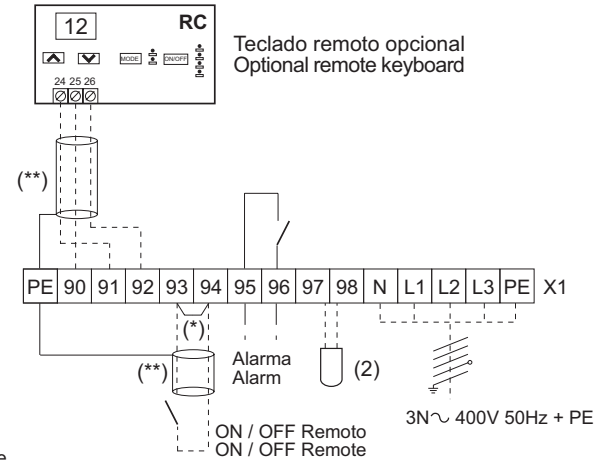 12 RC
MODE ON/OFF
24 25 26
Teclado remoto opcional
Optional remote keyboard
(**)
PE 90 91 92 93 94 95 96 97 98 N L1 L2 L3 PE X1
(*)
(**)
Alarma
Alarm
(2)
3N~ 400V 50Hz + PE
ON / OFF Remoto
ON / OFF Remote
e